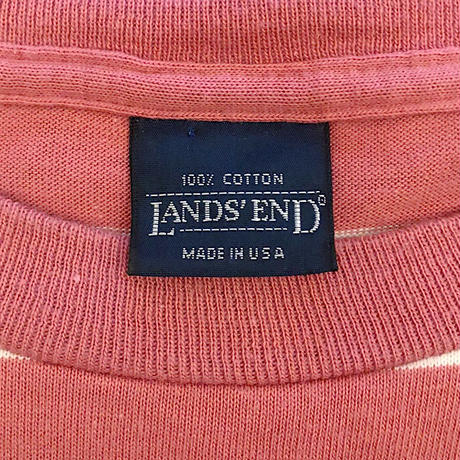 100% COTTON
LANDS' END®
MADE IN USA